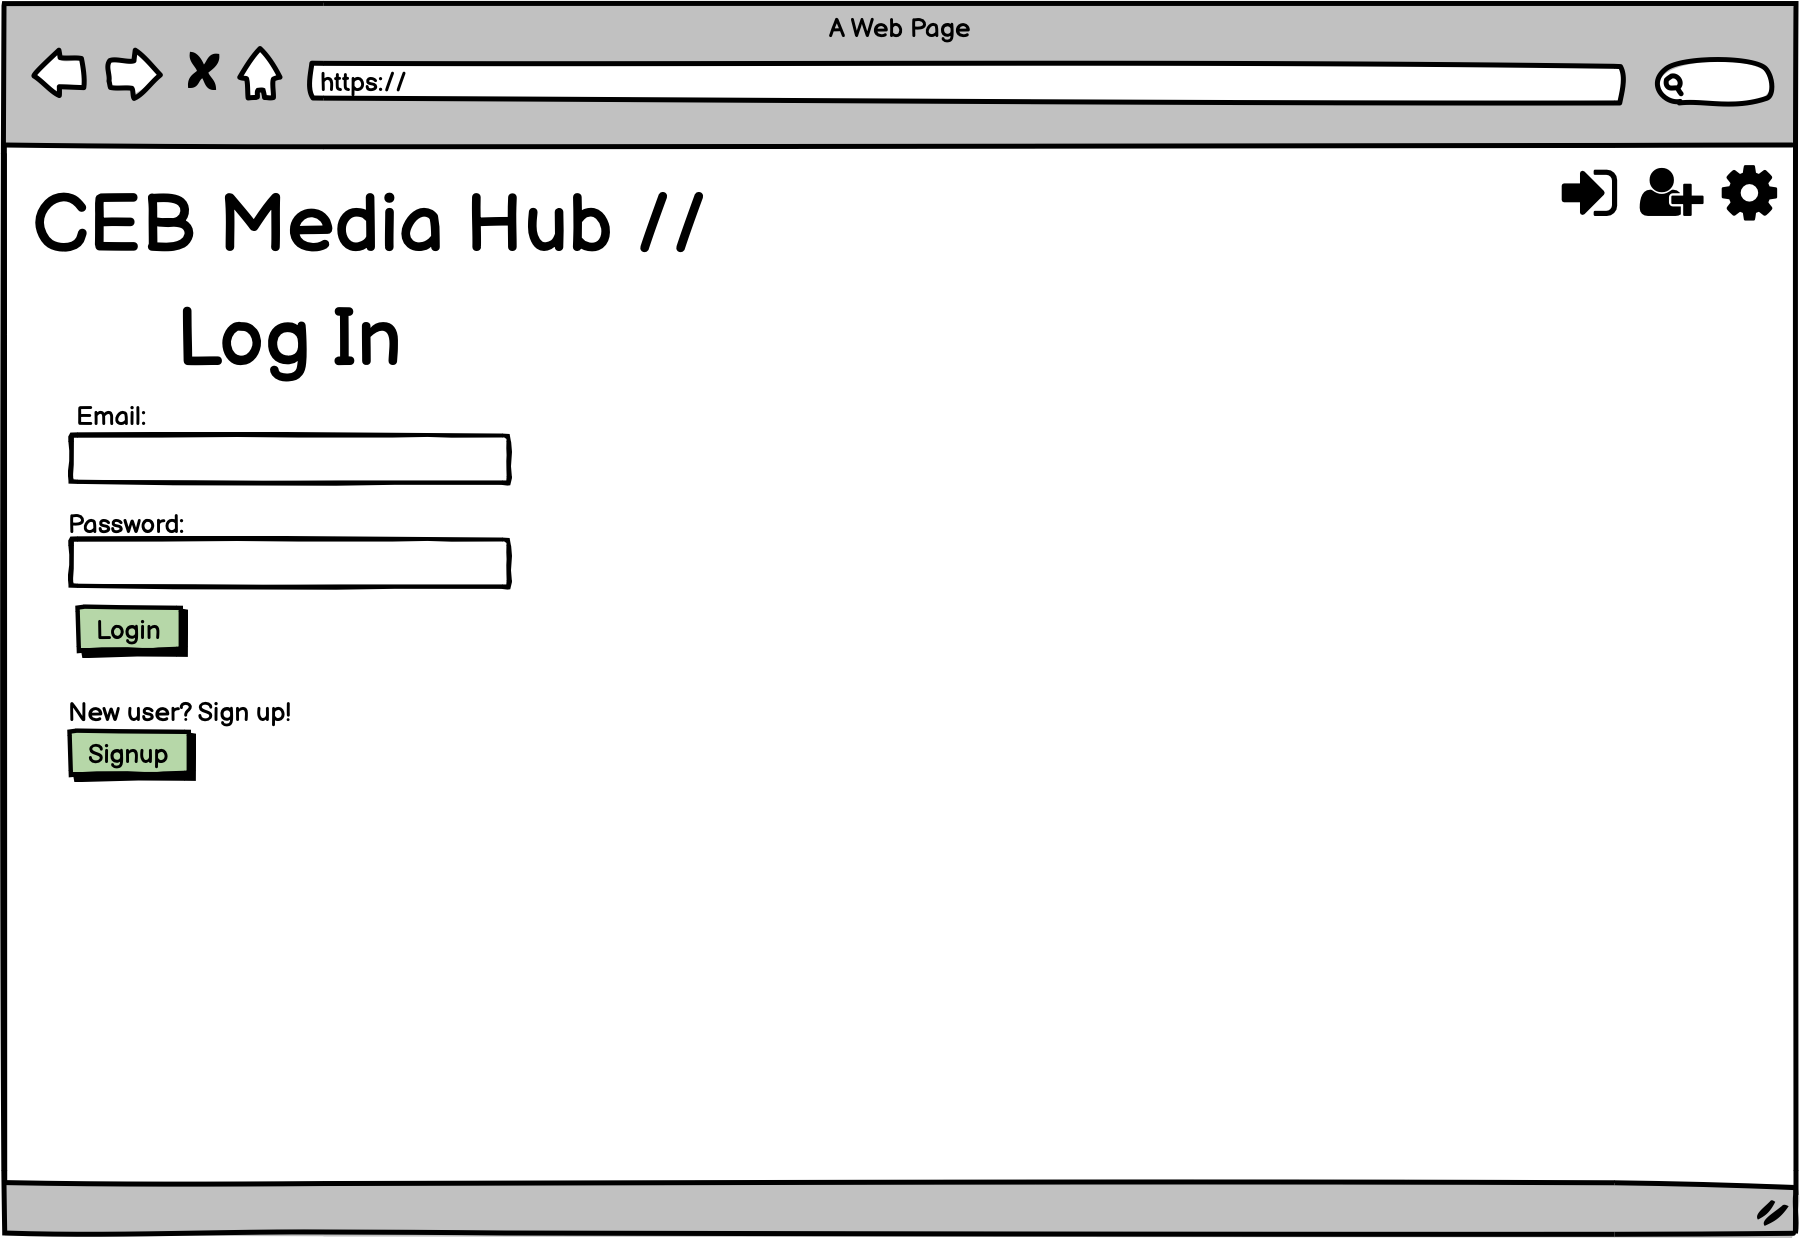 A Web Page
https://
CEB Media Hub //
Log In
Email:
Password:
Login
New user? Sign up!
Signup